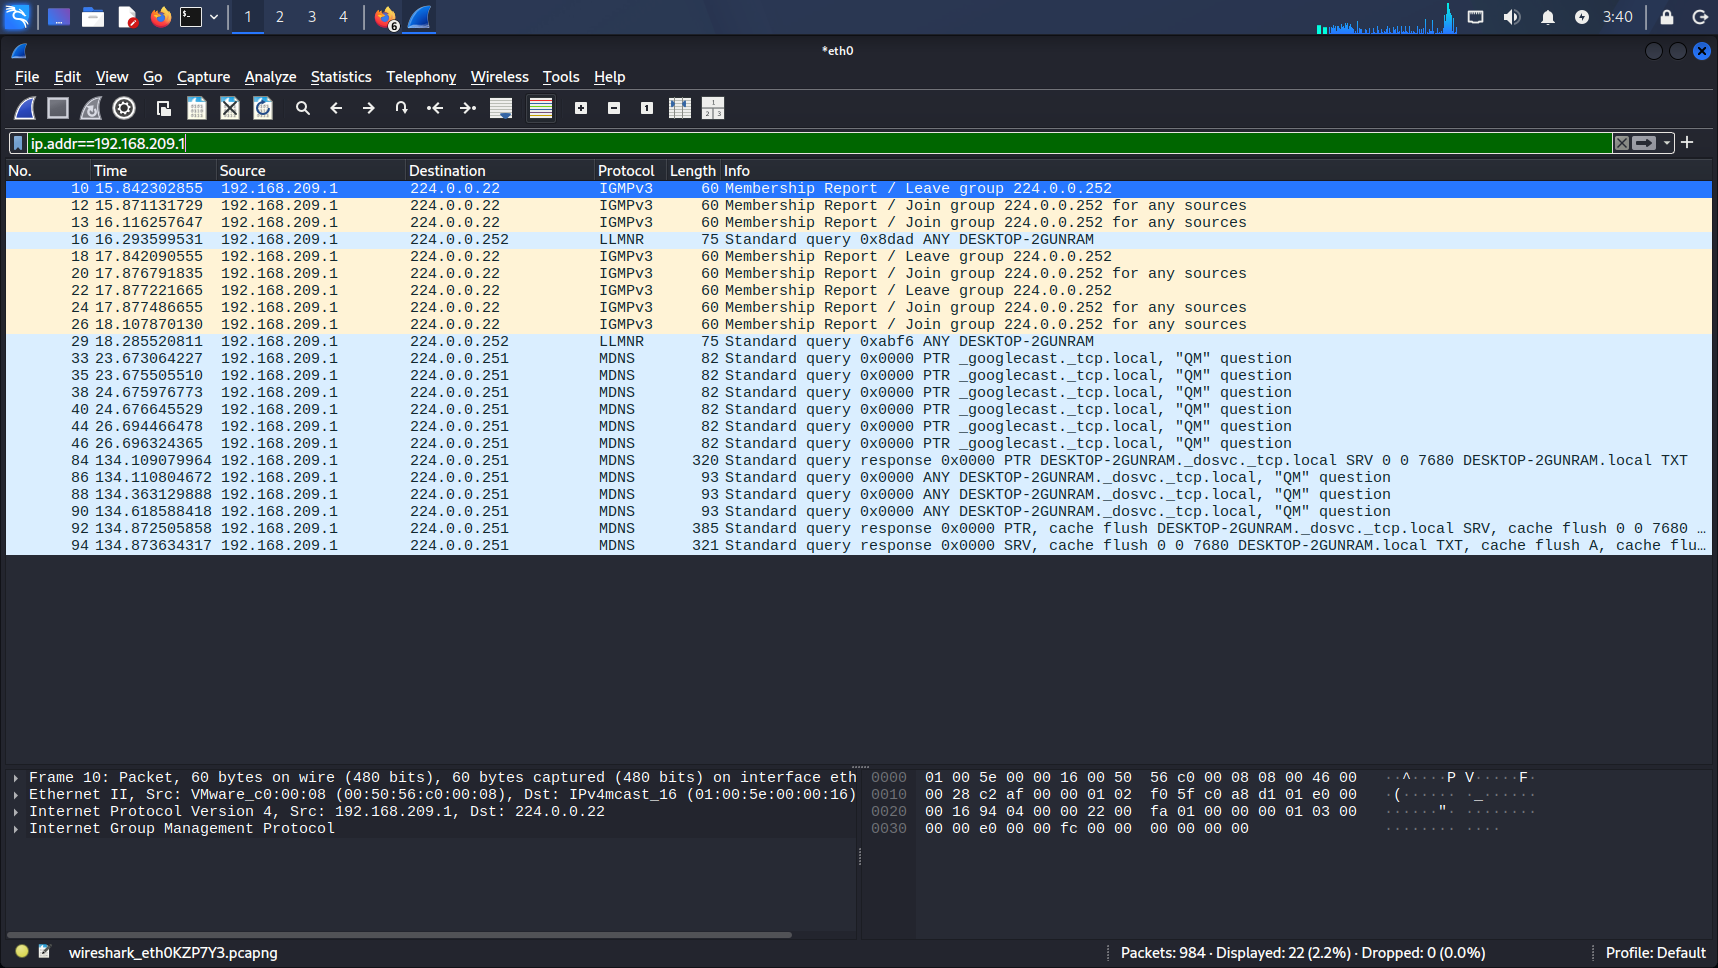 1 2 3 4 6 3:40
*eth0
File Edit View Go Capture Analyze Statistics Telephony Wireless Tools Help
ip.addr==192.168.209.1
No. Time Source Destination Protocol Length Info
10 15.842302855 192.168.209.1 224.0.0.22 IGMPv3 60 Membership Report / Leave group 224.0.0.252
12 15.871131729 192.168.209.1 224.0.0.22 IGMPv3 60 Membership Report / Join group 224.0.0.252 for any sources
13 16.116257647 192.168.209.1 224.0.0.22 IGMPv3 60 Membership Report / Join group 224.0.0.252 for any sources
16 16.293599531 192.168.209.1 224.0.0.252 LLMNR 75 Standard query 0x8dad ANY DESKTOP-2GUNRAM
18 17.842090555 192.168.209.1 224.0.0.22 IGMPv3 60 Membership Report / Leave group 224.0.0.252
20 17.876791835 192.168.209.1 224.0.0.22 IGMPv3 60 Membership Report / Join group 224.0.0.252 for any sources
22 17.877221665 192.168.209.1 224.0.0.22 IGMPv3 60 Membership Report / Leave group 224.0.0.252
24 17.877486655 192.168.209.1 224.0.0.22 IGMPv3 60 Membership Report / Join group 224.0.0.252 for any sources
26 18.107870130 192.168.209.1 224.0.0.22 IGMPv3 60 Membership Report / Join group 224.0.0.252 for any sources
29 18.285520811 192.168.209.1 224.0.0.252 LLMNR 75 Standard query 0xabf6 ANY DESKTOP-2GUNRAM
33 23.673064227 192.168.209.1 224.0.0.251 MDNS 82 Standard query 0x0000 PTR _googlecast._tcp.local, "QM" question
35 23.675505510 192.168.209.1 224.0.0.251 MDNS 82 Standard query 0x0000 PTR _googlecast._tcp.local, "QM" question
38 24.675976773 192.168.209.1 224.0.0.251 MDNS 82 Standard query 0x0000 PTR _googlecast._tcp.local, "QM" question
40 24.676645529 192.168.209.1 224.0.0.251 MDNS 82 Standard query 0x0000 PTR _googlecast._tcp.local, "QM" question
44 26.694466478 192.168.209.1 224.0.0.251 MDNS 82 Standard query 0x0000 PTR _googlecast._tcp.local, "QM" question
46 26.696324365 192.168.209.1 224.0.0.251 MDNS 82 Standard query 0x0000 PTR _googlecast._tcp.local, "QM" question
84 134.109079964 192.168.209.1 224.0.0.251 MDNS 320 Standard query response 0x0000 PTR DESKTOP-2GUNRAM._dosvc._tcp.local SRV 0 0 7680 DESKTOP-2GUNRAM.local TXT
86 134.110804672 192.168.209.1 224.0.0.251 MDNS 93 Standard query 0x0000 ANY DESKTOP-2GUNRAM._dosvc._tcp.local, "QM" question
88 134.363129888 192.168.209.1 224.0.0.251 MDNS 93 Standard query 0x0000 ANY DESKTOP-2GUNRAM._dosvc._tcp.local, "QM" question
90 134.618588418 192.168.209.1 224.0.0.251 MDNS 93 Standard query 0x0000 ANY DESKTOP-2GUNRAM._dosvc._tcp.local, "QM" question
92 134.872505858 192.168.209.1 224.0.0.251 MDNS 385 Standard query response 0x0000 PTR, cache flush DESKTOP-2GUNRAM._dosvc._tcp.local SRV, cache flush 0 0 7680 …
94 134.873634317 192.168.209.1 224.0.0.251 MDNS 321 Standard query response 0x0000 SRV, cache flush 0 0 7680 DESKTOP-2GUNRAM.local TXT, cache flush A, cache flu…
Frame 10: Packet, 60 bytes on wire (480 bits), 60 bytes captured (480 bits) on interface eth
Ethernet II, Src: VMware_c0:00:08 (00:50:56:c0:00:08), Dst: IPv4mcast_16 (01:00:5e:00:00:16)
Internet Protocol Version 4, Src: 192.168.209.1, Dst: 224.0.0.22
Internet Group Management Protocol
0000 01 00 5e 00 00 16 00 50 56 c0 00 08 08 00 46 00 ··^····P V·····F·
0010 00 28 c2 af 00 00 01 02 f0 5f c0 a8 d1 01 e0 00 ·(······ ·_······
0020 00 16 94 04 00 00 22 00 fa 01 00 00 00 01 03 00 ······"· ········
0030 00 00 e0 00 00 fc 00 00 00 00 00 00 ········ ····
wireshark_eth0KZP7Y3.pcapng Packets: 984 · Displayed: 22 (2.2%) · Dropped: 0 (0.0%) Profile: Default